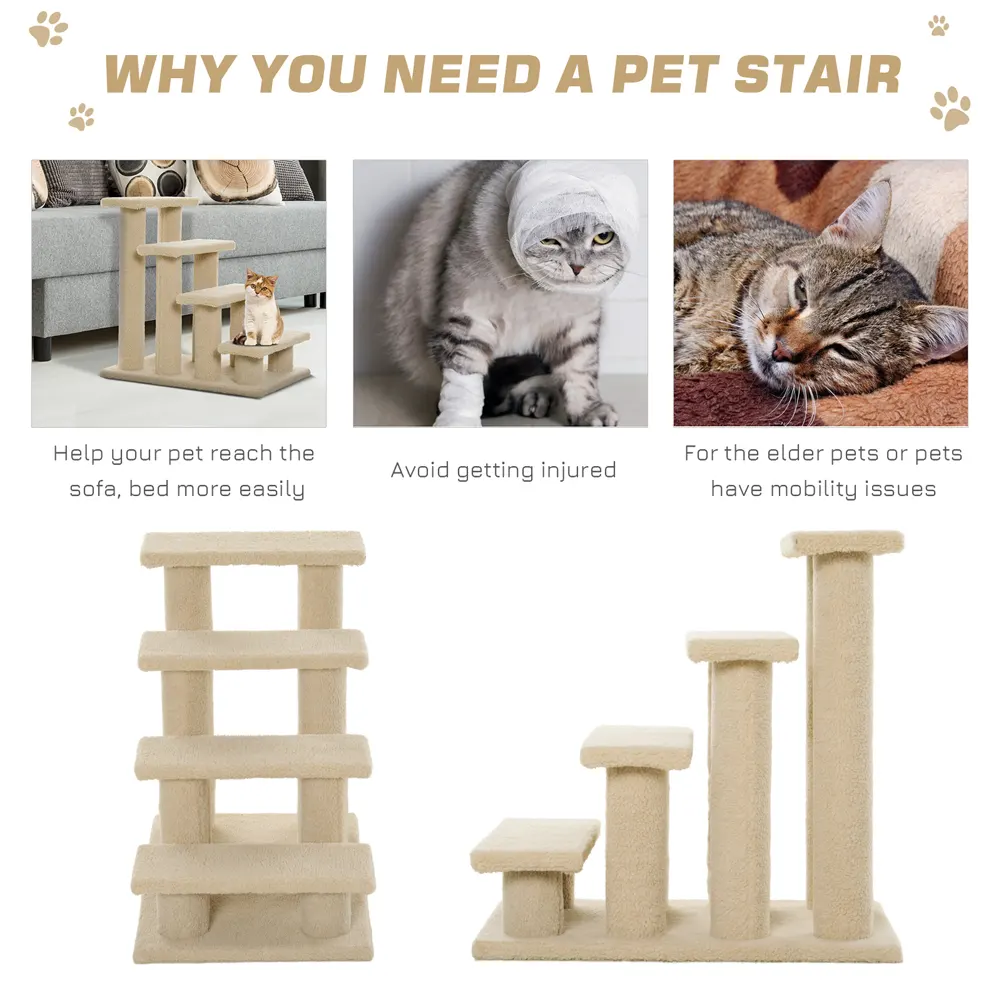 WHY YOU NEED A PET STAIR
Help your pet reach the
sofa, bed more easily
Avoid getting injured
For the elder pets or pets
have mobility issues